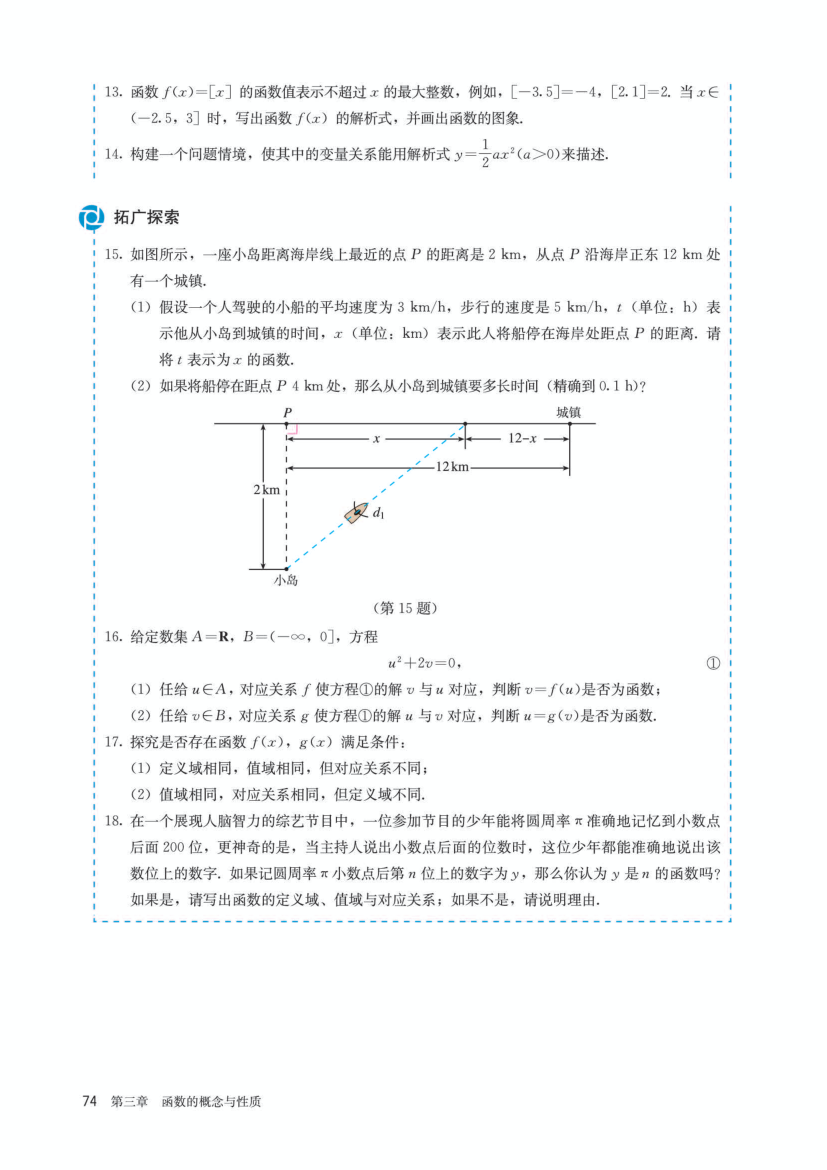 13. 函数 f(x)=[x] 的函数值表示不超过 x 的最大整数，例如，[－3.5]=－4，[2.1]=2. 当 x∈
(－2.5，3] 时，写出函数 f(x) 的解析式，并画出函数的图象.
14. 构建一个问题情境，使其中的变量关系能用解析式 y=1/2ax²(a＞0)来描述.
拓广探索
15. 如图所示，一座小岛距离海岸线上最近的点 P 的距离是 2 km，从点 P 沿海岸正东 12 km 处
有一个城镇.
(1) 假设一个人驾驶的小船的平均速度为 3 km/h，步行的速度是 5 km/h，t（单位：h）表
示他从小岛到城镇的时间，x（单位：km）表示此人将船停在海岸处距点 P 的距离. 请
将 t 表示为 x 的函数.
(2) 如果将船停在距点 P 4 km 处，那么从小岛到城镇要多长时间（精确到 0.1 h)?
P 城镇
x 12－x
12 km
2 km
d₁
小岛
（第 15 题）
16. 给定数集 A=R，B=(－∞，0]，方程
u²+2v=0， ①
(1) 任给 u∈A，对应关系 f 使方程①的解 v 与 u 对应，判断 v=f(u)是否为函数；
(2) 任给 v∈B，对应关系 g 使方程①的解 u 与 v 对应，判断 u=g(v)是否为函数.
17. 探究是否存在函数 f(x)，g(x) 满足条件：
(1) 定义域相同，值域相同，但对应关系不同；
(2) 值域相同，对应关系相同，但定义域不同.
18. 在一个展现人脑智力的综艺节目中，一位参加节目的少年能将圆周率 π 准确地记忆到小数点
后面 200 位，更神奇的是，当主持人说出小数点后面的位数时，这位少年都能准确地说出该
数位上的数字. 如果记圆周率 π 小数点后第 n 位上的数字为 y，那么你认为 y 是 n 的函数吗?
如果是，请写出函数的定义域、值域与对应关系；如果不是，请说明理由.
74 第三章 函数的概念与性质